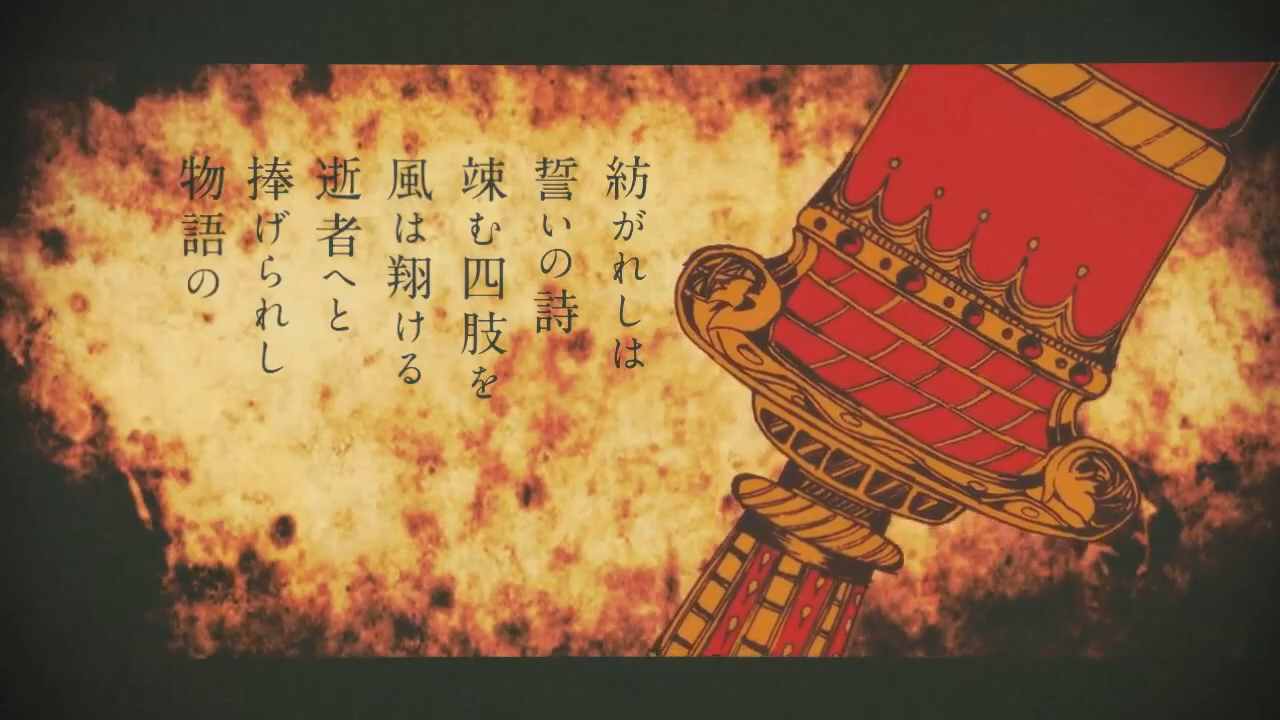 紡がれしは
誓いの詩
竦む四肢を
風は翔ける
逝者へと
捧げられし
物語の